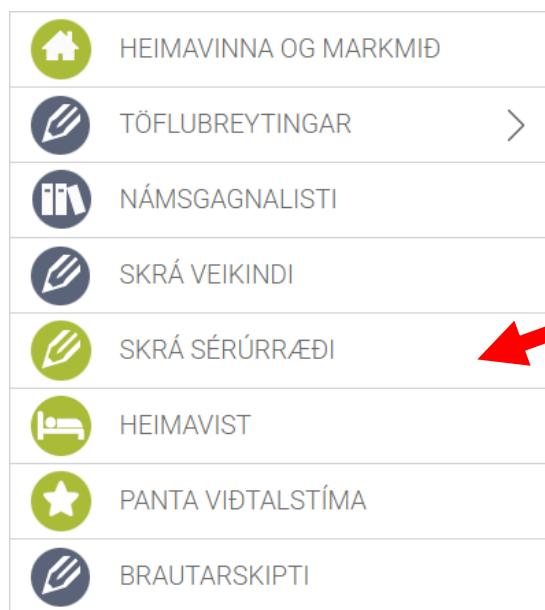 HEIMAVINNA OG MARKMIÐ
TÖFLUBREYTINGAR
NÁMSGAGNALISTI
SKRÁ VEIKINDI
SKRÁ SÉRÚRRÆÐI
HEIMAVIST
PANTA VIÐTALSTÍMA
BRAUTARSKIPTI